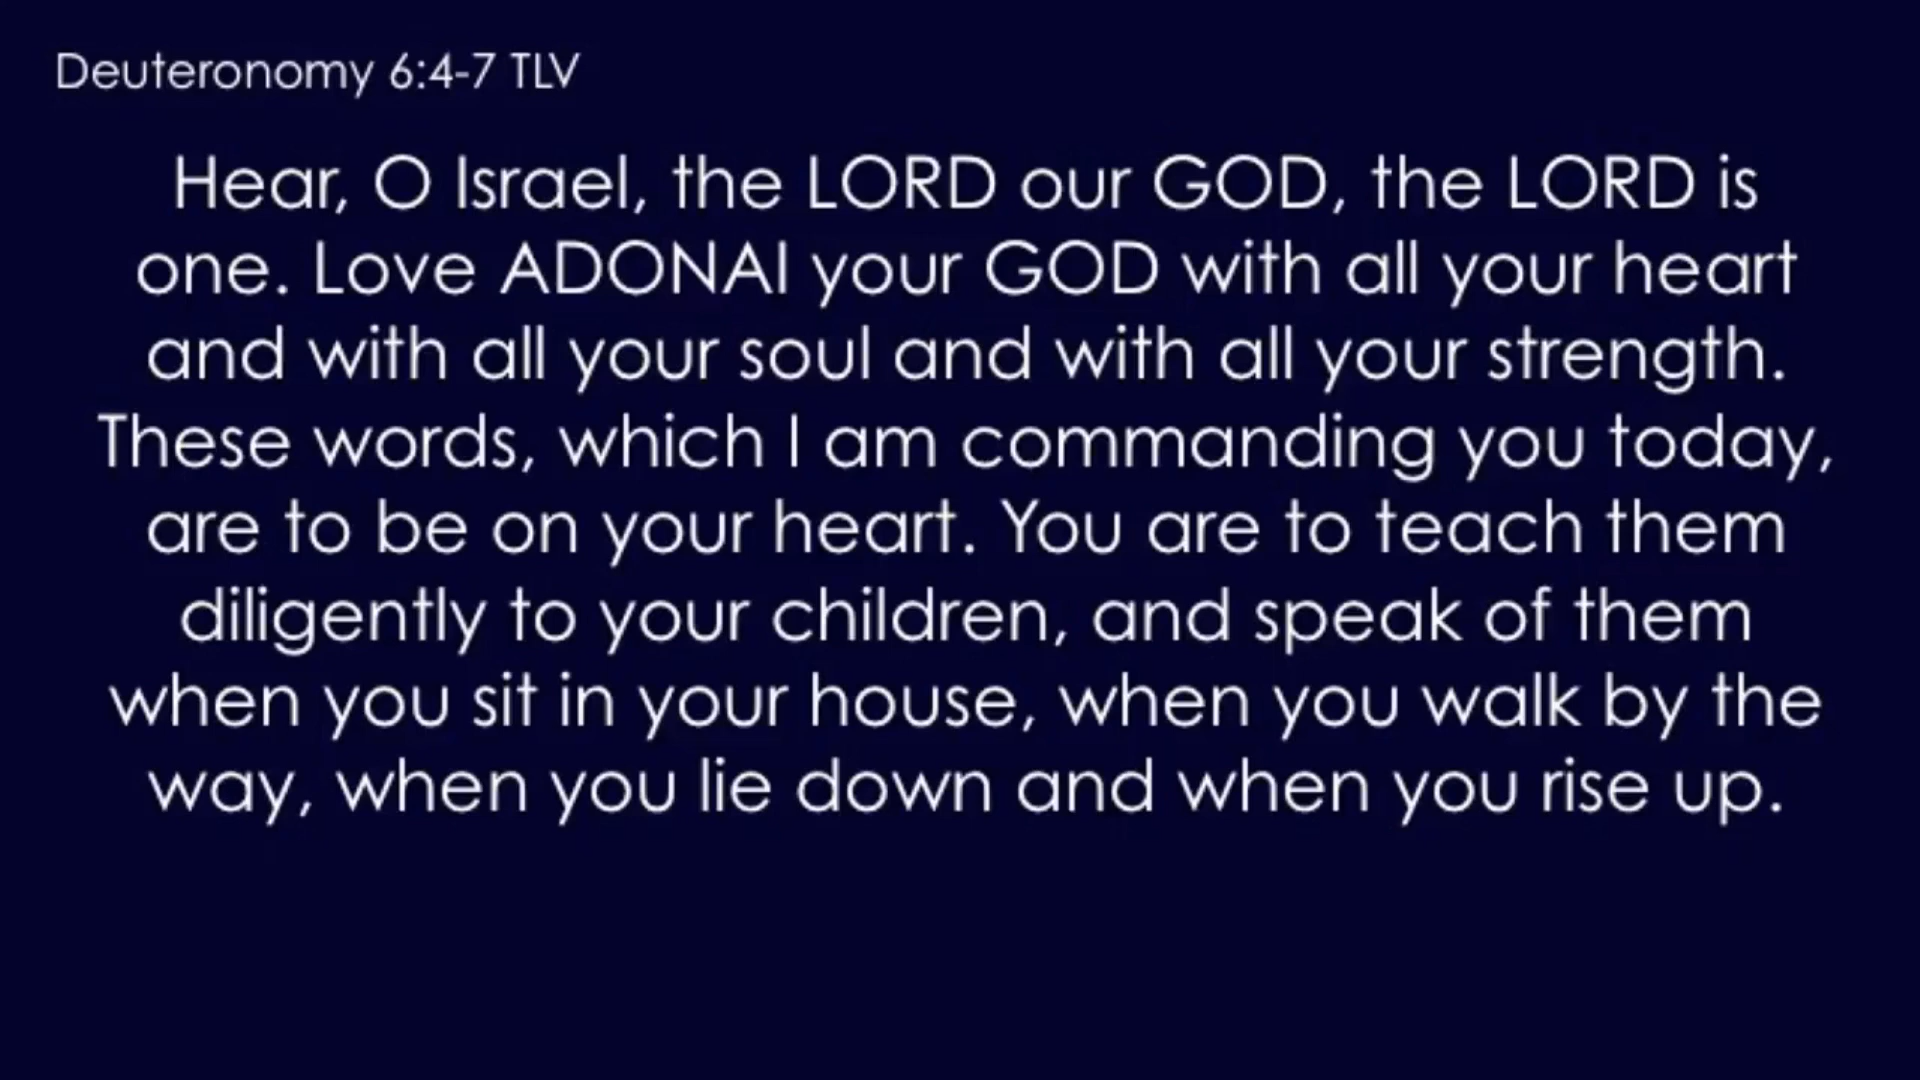 Deuteronomy 6:4-7 TLV
Hear, O Israel, the LORD our GOD, the LORD is
one. Love ADONAI your GOD with all your heart
and with all your soul and with all your strength.
These words, which I am commanding you today,
are to be on your heart. You are to teach them
diligently to your children, and speak of them
when you sit in your house, when you walk by the
way, when you lie down and when you rise up.